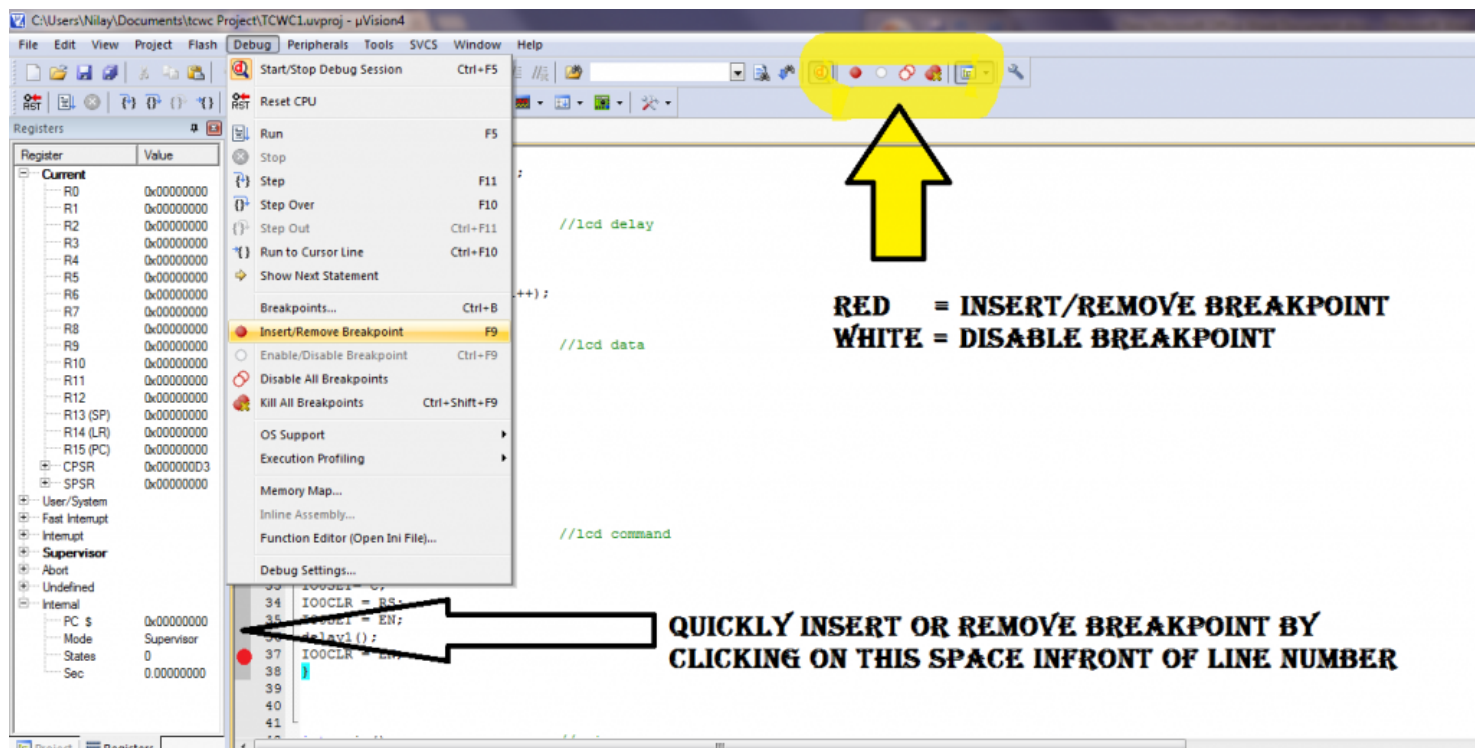 C:\Users\Nilay\Documents\tcwc Project\TCWC1.uvproj - µVision4
File Edit View Project Flash Debug Peripherals Tools SVCS Window Help
Start/Stop Debug Session Ctrl+F5
RST
RST Reset CPU
Registers
Run F5
Register Value
Stop
Current
Step F11
;
R0 0x00000000
Step Over F10
R1 0x00000000
R2 0x00000000
Step Out Ctrl+F11
//lcd delay
R3 0x00000000
Run to Cursor Line Ctrl+F10
R4 0x00000000
R5 0x00000000
Show Next Statement
R6 0x00000000
.++);
R7 0x00000000
Breakpoints... Ctrl+B
RED = INSERT/REMOVE BREAKPOINT
R8 0x00000000
Insert/Remove Breakpoint F9
WHITE = DISABLE BREAKPOINT
R9 0x00000000
//lcd data
R10 0x00000000
Enable/Disable Breakpoint Ctrl+F9
R11 0x00000000
Disable All Breakpoints
R12 0x00000000
Kill All Breakpoints Ctrl+Shift+F9
R13 (SP) 0x00000000
R14 (LR) 0x00000000
OS Support
R15 (PC) 0x00000000
Execution Profiling
CPSR 0x000000D3
SPSR 0x00000000
Memory Map...
User/System
Inline Assembly...
Fast Interrupt
Interrupt
Function Editor (Open Ini File)...
//lcd command
Supervisor
Abort
Debug Settings...
Undefined
33 IO0SET= C;
Internal
34 IO0CLR = RS;
PC $ 0x00000000
35 IO0SET = EN;
QUICKLY INSERT OR REMOVE BREAKPOINT BY
Mode Supervisor
36 delay1();
States 0
37 IO0CLR = EN;
CLICKING ON THIS SPACE INFRONT OF LINE NUMBER
Sec 0.00000000
38 }
39
40
41
Project Registers